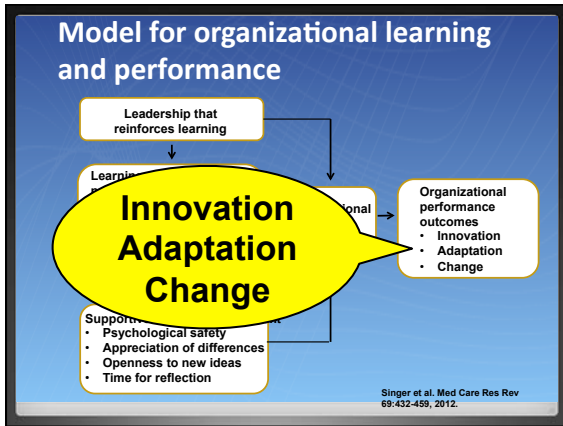 Model for organizational learning
and performance
Leadership that
reinforces learning
Innovation
Adaptation
Change
Organizational
performance
outcomes
• Innovation
• Adaptation
• Change
• Psychological safety
• Appreciation of differences
• Openness to new ideas
• Time for reflection
Singer et al. Med Care Res Rev
69:432-459, 2012.